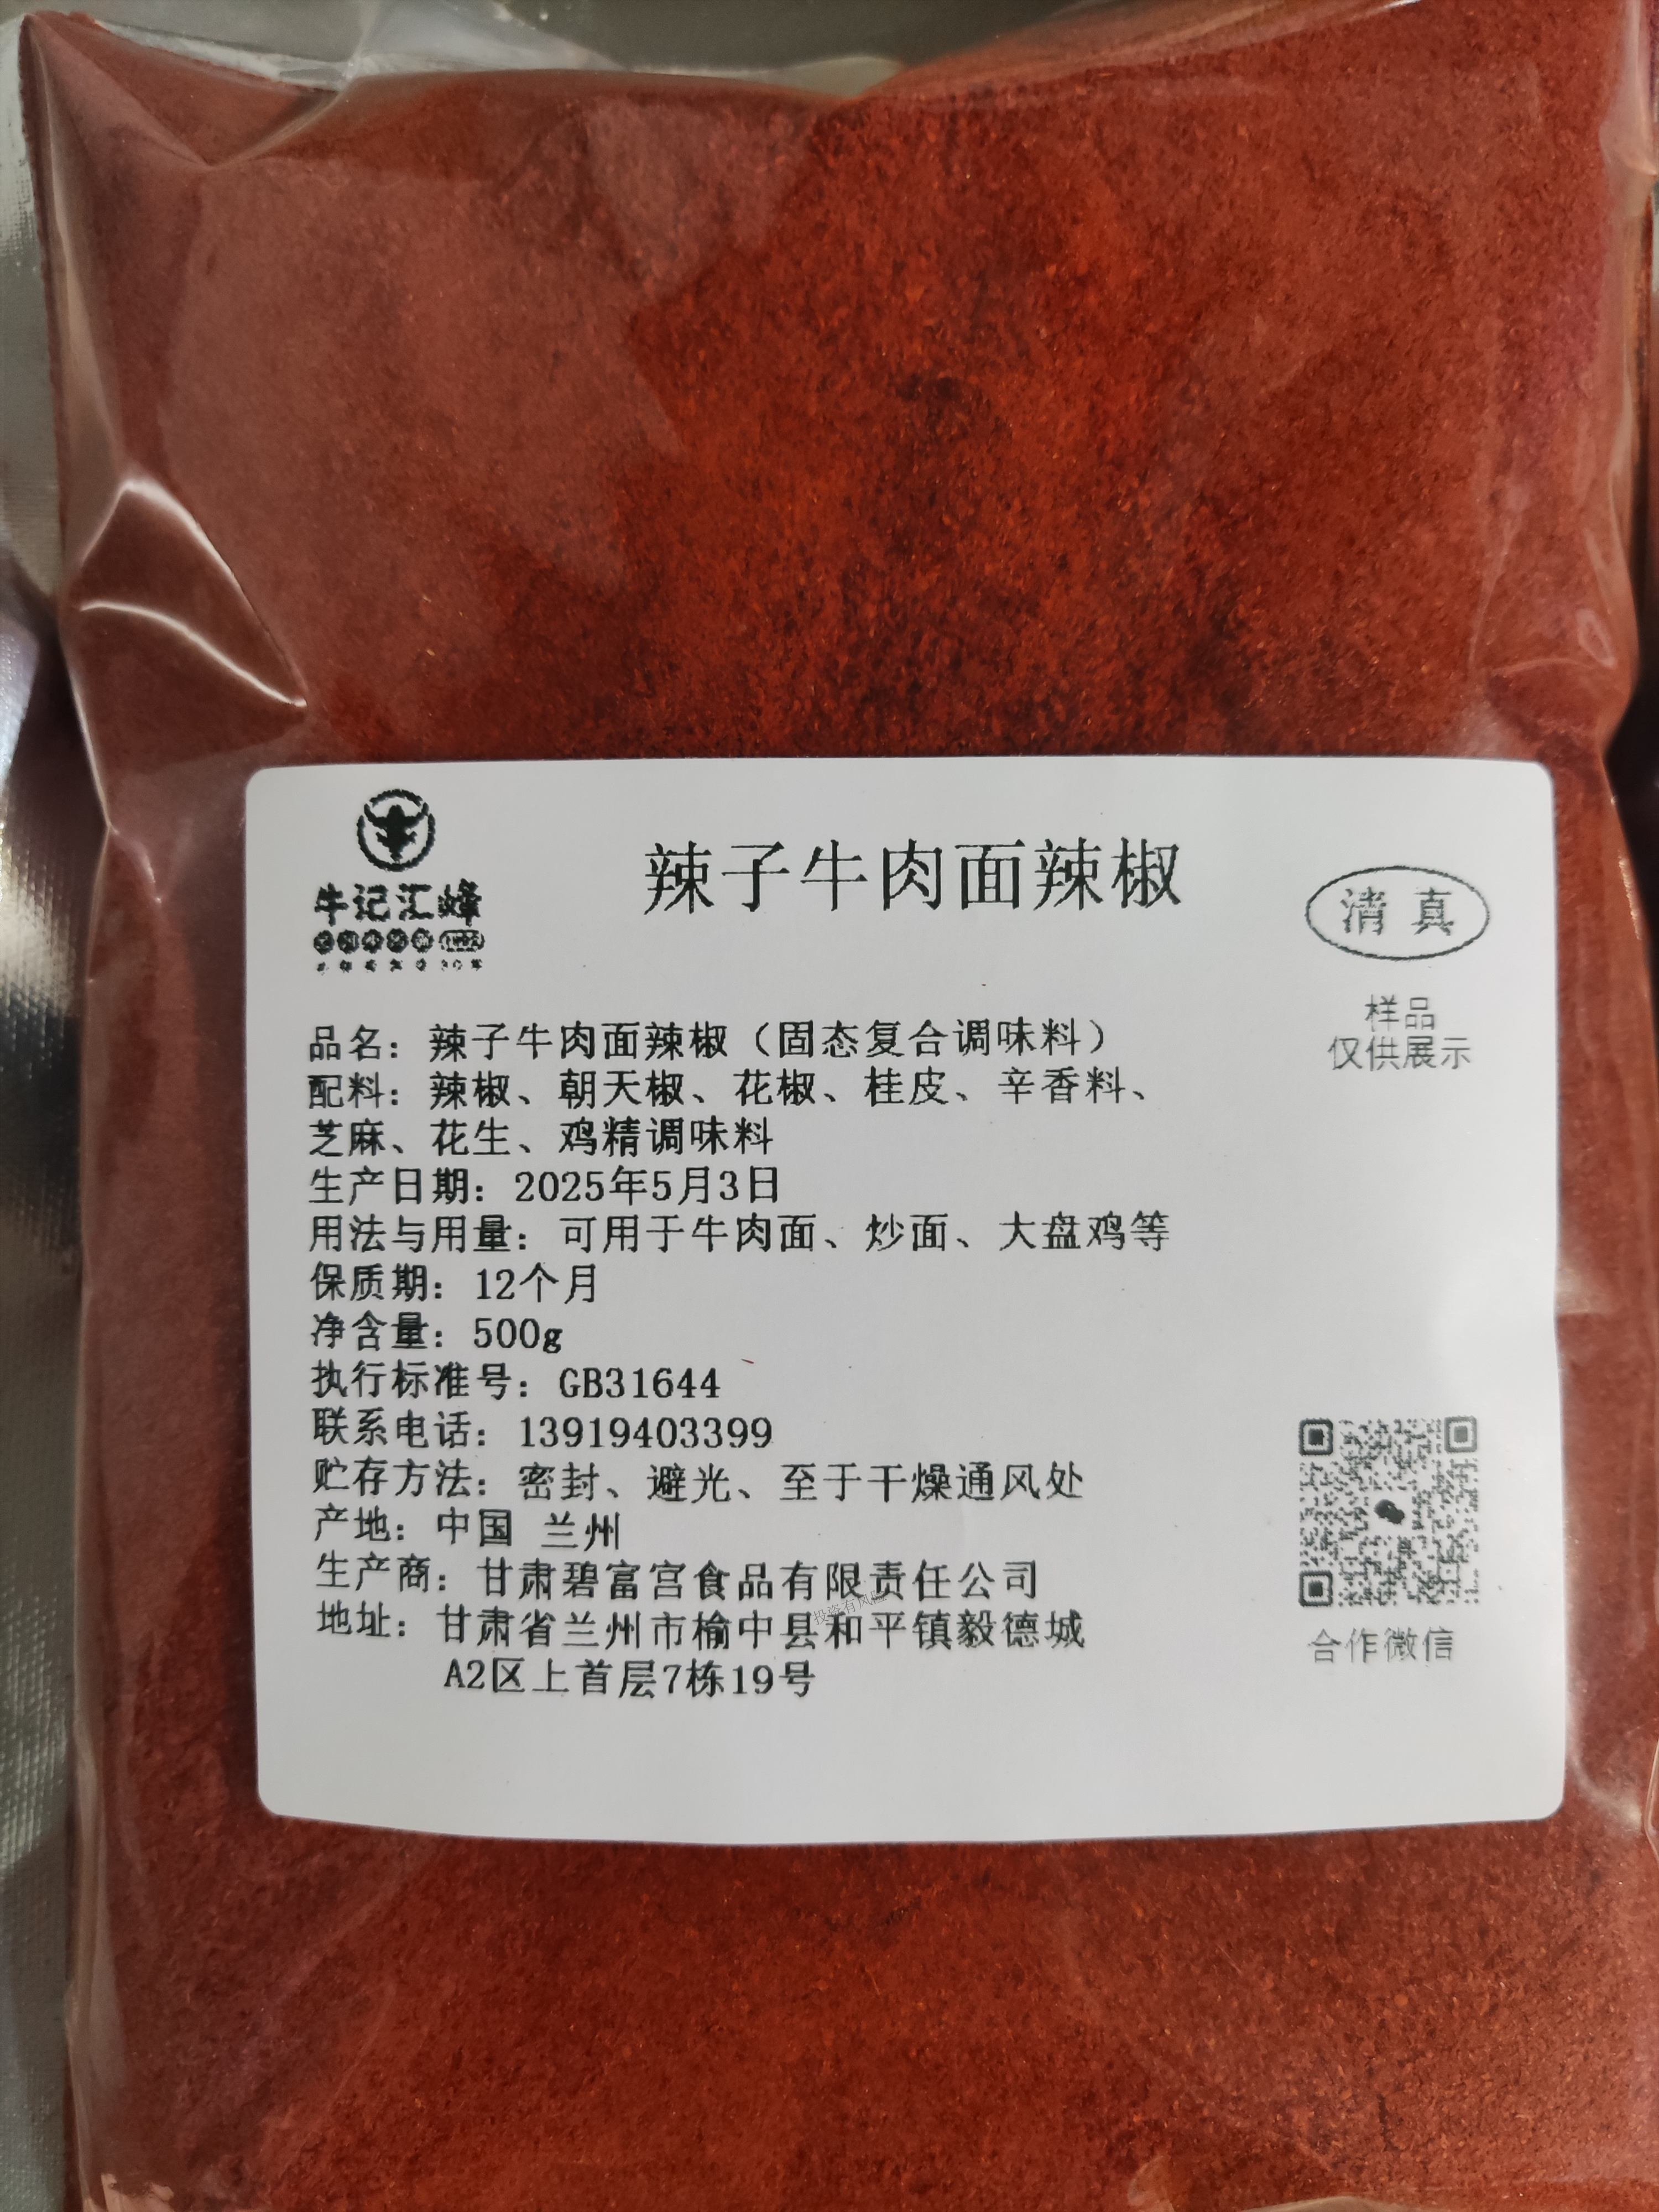 牛记汇蜂
辣子牛肉面辣椒
清真
样品
仅供展示
品名：辣子牛肉面辣椒（固态复合调味料）
配料：辣椒、朝天椒、花椒、桂皮、辛香料、
芝麻、花生、鸡精调味料
生产日期：2025年5月3日
用法与用量：可用于牛肉面、炒面、大盘鸡等
保质期：12个月
净含量：500g
执行标准号：GB31644
联系电话：13919403399
贮存方法：密封、避光、至于干燥通风处
产地：中国 兰州
生产商：甘肃碧富宫食品有限责任公司
投资有风险
地址：甘肃省兰州市榆中县和平镇毅德城
A2区上首层7栋19号
合作微信